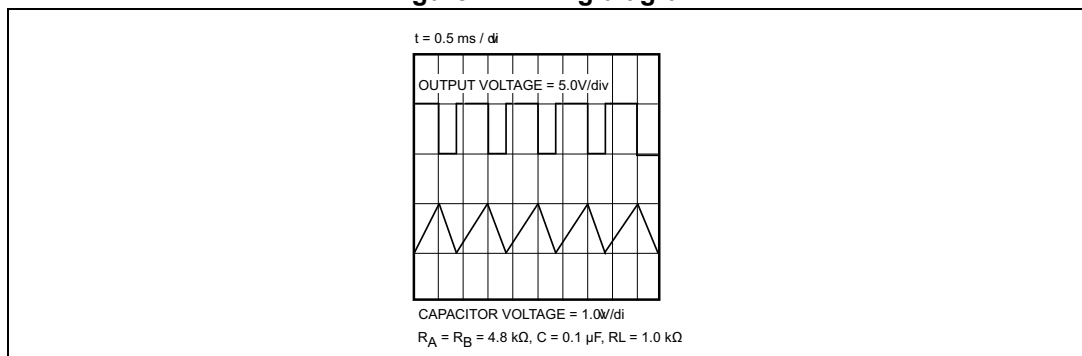 t = 0.5 ms / div
OUTPUT VOLTAGE = 5.0V/div
CAPACITOR VOLTAGE = 1.0V/di
RA = RB = 4.8 kΩ, C = 0.1 µF, RL = 1.0 kΩ